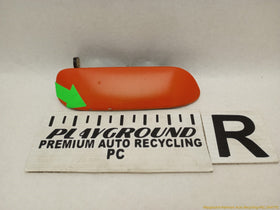 PLAYGROUND
R
PREMIUM AUTO RECYCLING
PC